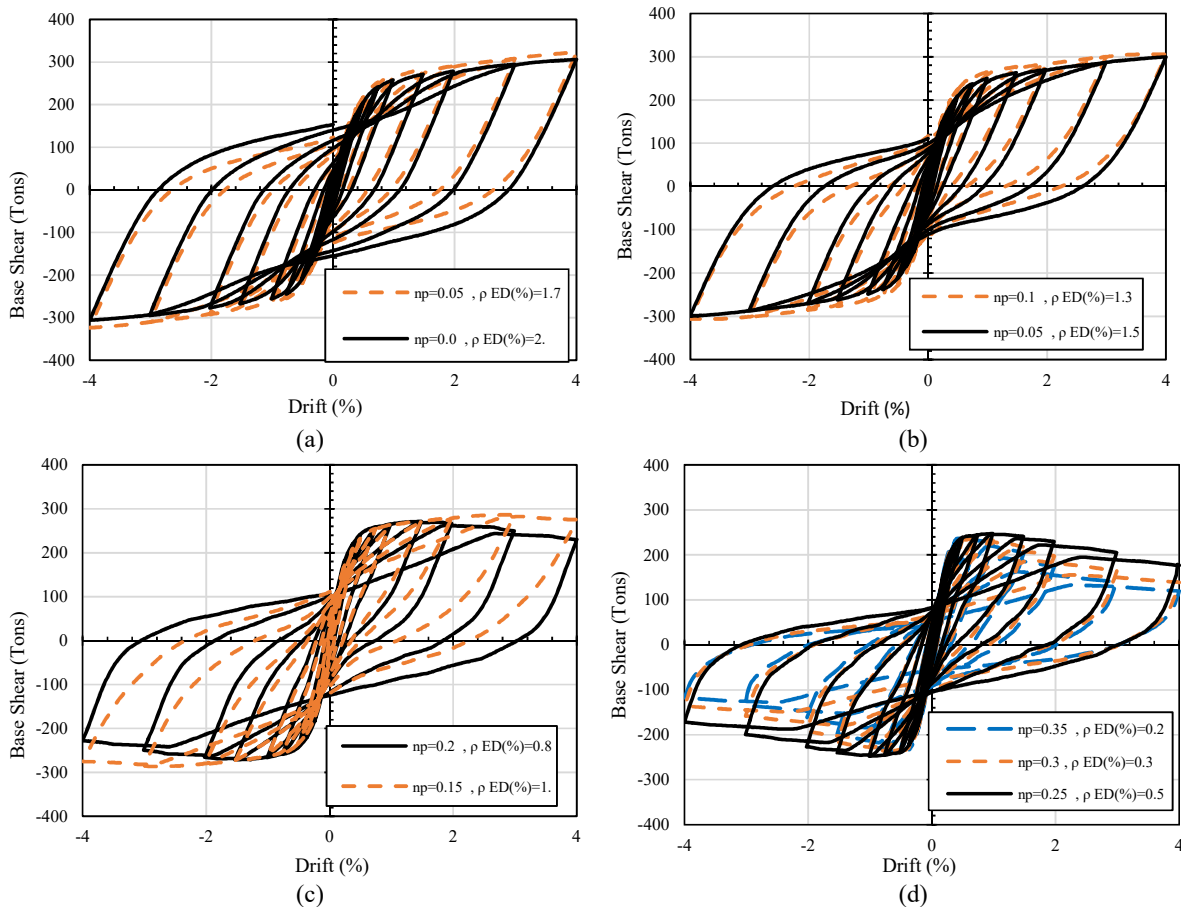 400
300
200
100
0
-100
-200
-300
-400
Base Shear (Tons)
np=0.05 , ρ ED(%)=1.7
np=0.0 , ρ ED(%)=2.
-4 -2 0 2 4
Drift (%)
(a)
400
300
200
100
0
-100
-200
-300
-400
Base Shear (Tons)
np=0.1 , ρ ED(%)=1.3
np=0.05 , ρ ED(%)=1.5
-4 -2 0 2 4
Drift (%)
(b)
400
300
200
100
0
-100
-200
-300
-400
Base Shear (Tons)
np=0.2 , ρ ED(%)=0.8
np=0.15 , ρ ED(%)=1.
-4 -2 0 2 4
Drift (%)
(c)
400
300
200
100
0
-100
-200
-300
-400
Base Shear (Tons)
np=0.35 , ρ ED(%)=0.2
np=0.3 , ρ ED(%)=0.3
np=0.25 , ρ ED(%)=0.5
-4 -2 0 2 4
Drift (%)
(d)